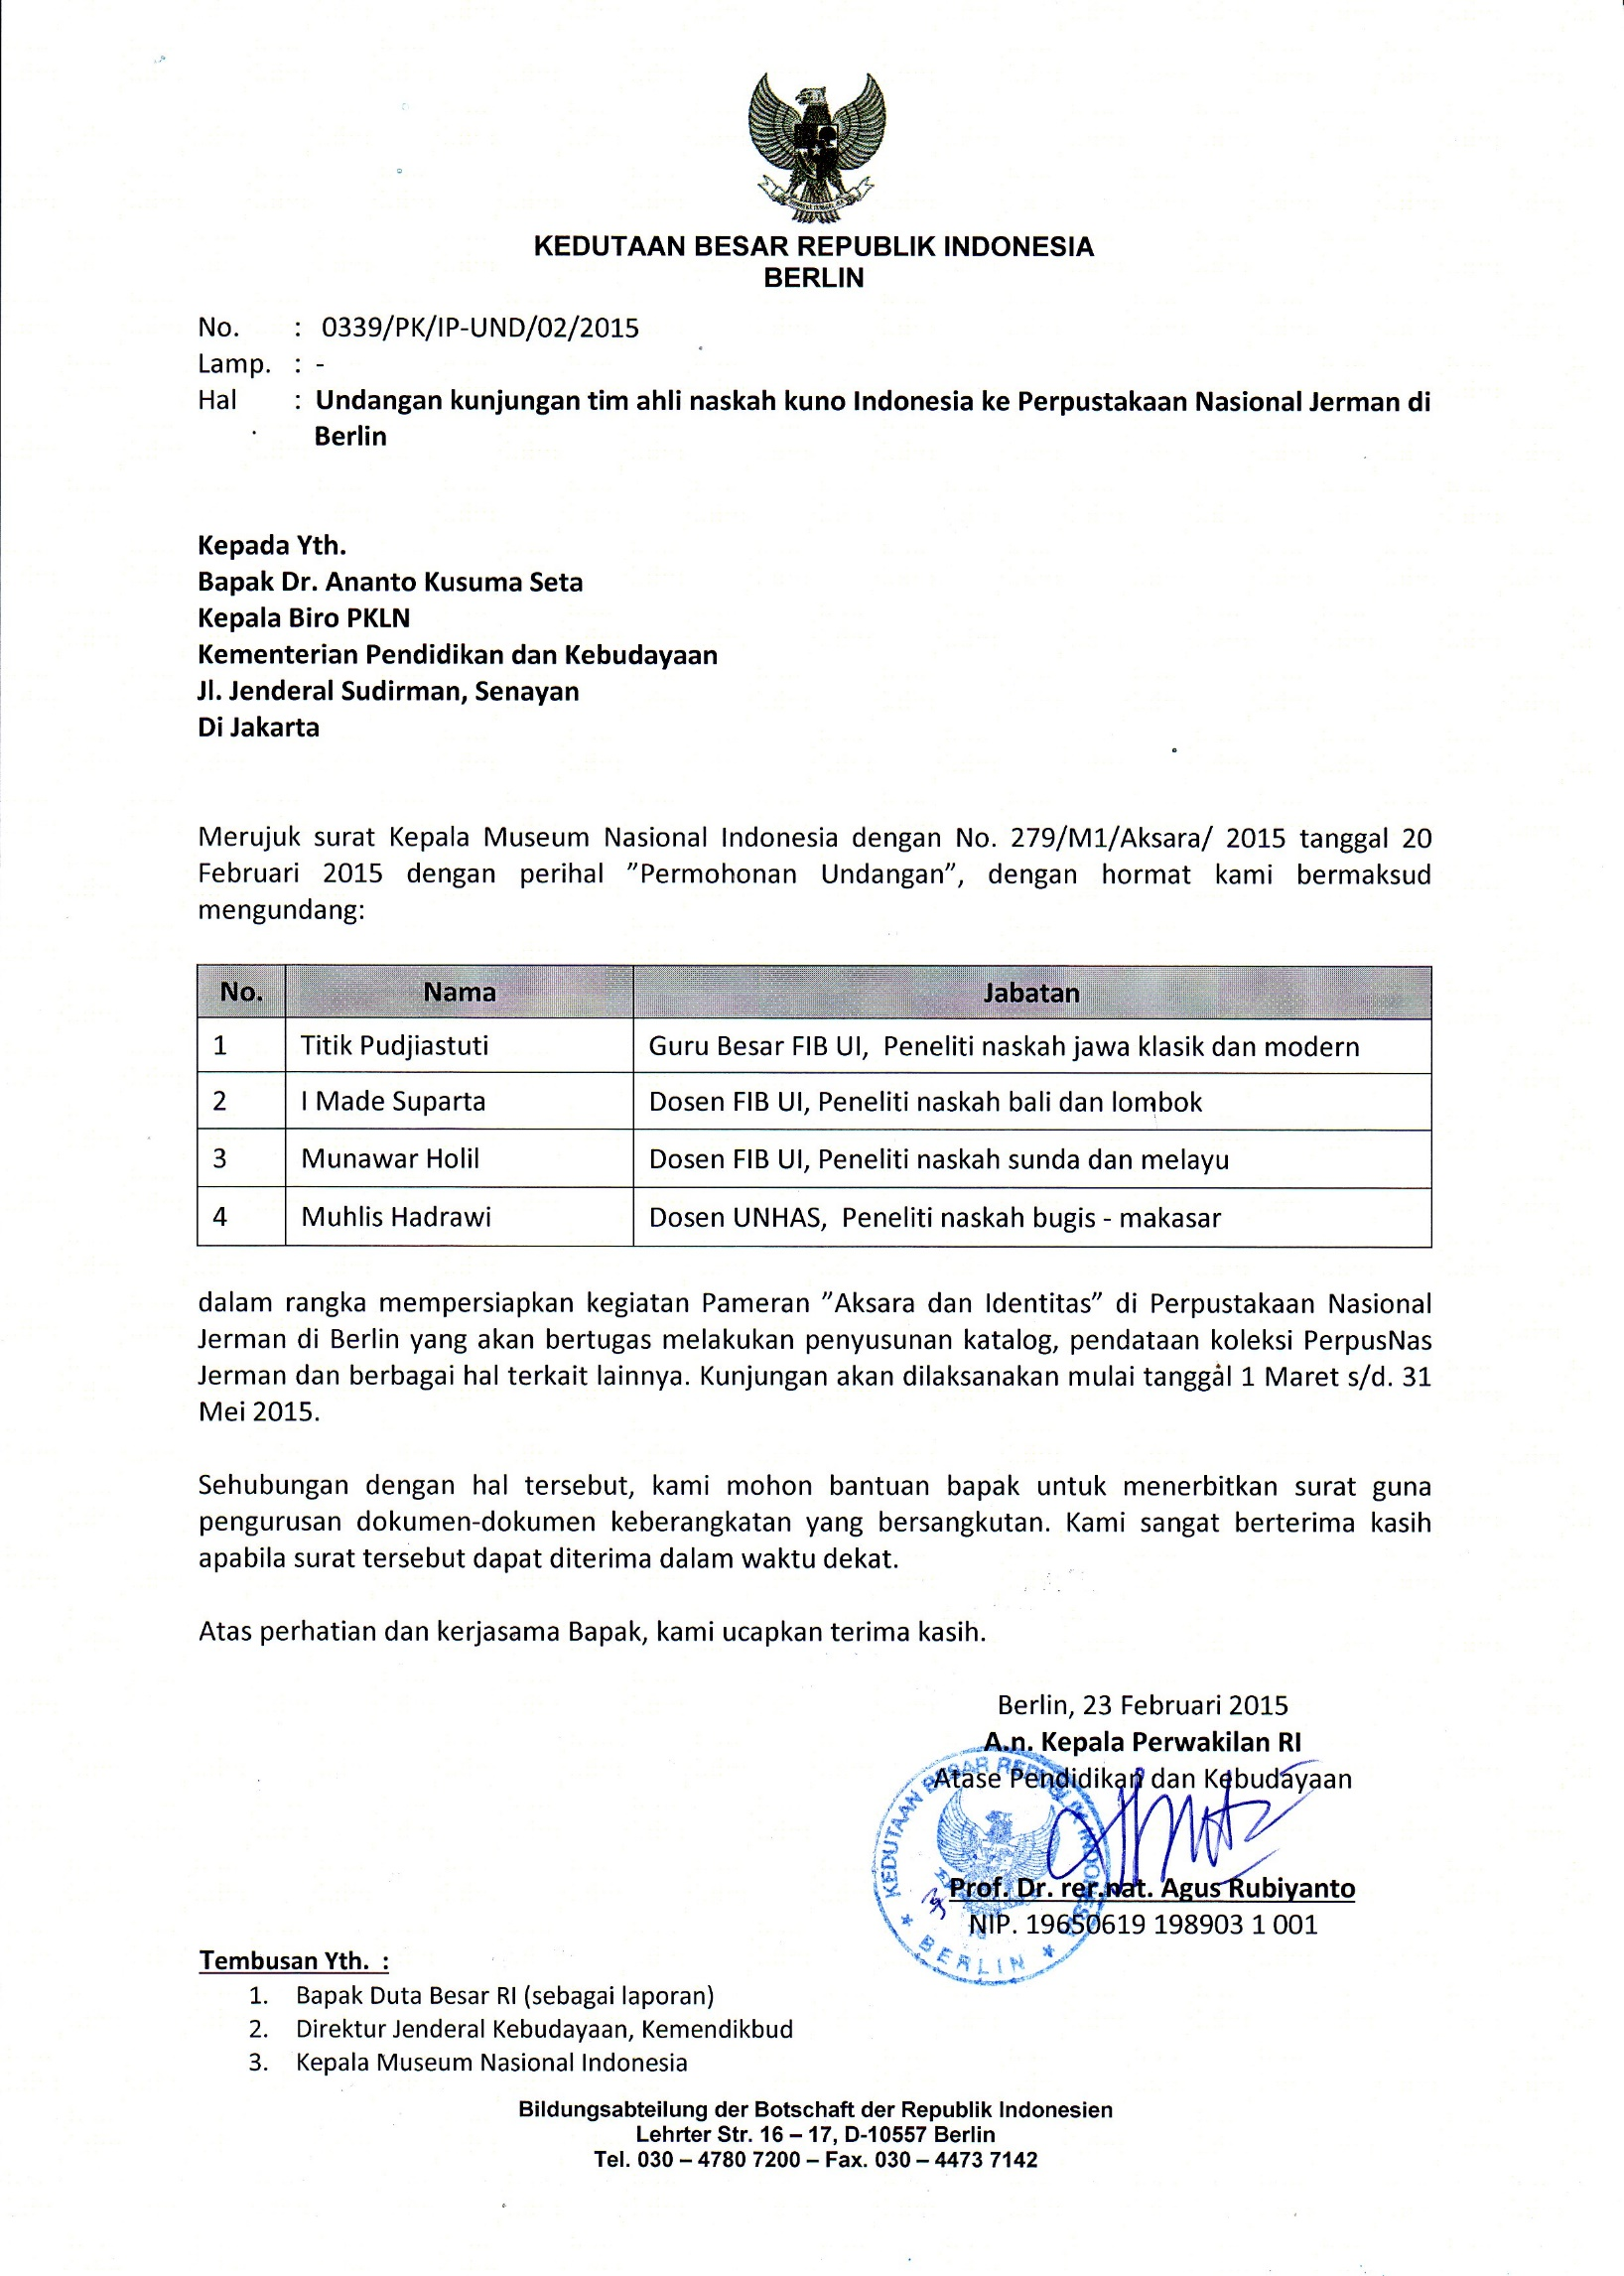 KEDUTAAN BESAR REPUBLIK INDONESIA
BERLIN
No. : 0339/PK/IP-UND/02/2015
Lamp. : -
Hal : Undangan kunjungan tim ahli naskah kuno Indonesia ke Perpustakaan Nasional Jerman di
Berlin
Kepada Yth.
Bapak Dr. Ananto Kusuma Seta
Kepala Biro PKLN
Kementerian Pendidikan dan Kebudayaan
Jl. Jenderal Sudirman, Senayan
Di Jakarta
Merujuk surat Kepala Museum Nasional Indonesia dengan No. 279/M1/Aksara/ 2015 tanggal 20
Februari 2015 dengan perihal ”Permohonan Undangan”, dengan hormat kami bermaksud
mengundang:
No. Nama Jabatan
1 Titik Pudjiastuti Guru Besar FIB UI, Peneliti naskah jawa klasik dan modern
2 I Made Suparta Dosen FIB UI, Peneliti naskah bali dan lombok
3 Munawar Holil Dosen FIB UI, Peneliti naskah sunda dan melayu
4 Muhlis Hadrawi Dosen UNHAS, Peneliti naskah bugis - makasar
dalam rangka mempersiapkan kegiatan Pameran ”Aksara dan Identitas” di Perpustakaan Nasional
Jerman di Berlin yang akan bertugas melakukan penyusunan katalog, pendataan koleksi PerpusNas
Jerman dan berbagai hal terkait lainnya. Kunjungan akan dilaksanakan mulai tanggal 1 Maret s/d. 31
Mei 2015.
Sehubungan dengan hal tersebut, kami mohon bantuan bapak untuk menerbitkan surat guna
pengurusan dokumen-dokumen keberangkatan yang bersangkutan. Kami sangat berterima kasih
apabila surat tersebut dapat diterima dalam waktu dekat.
Atas perhatian dan kerjasama Bapak, kami ucapkan terima kasih.
Berlin, 23 Februari 2015
A.n. Kepala Perwakilan RI
Atase Pendidikan dan Kebudayaan
KEDUTAAN BESAR REPUBLIK INDONESIA
* BERLIN *
Prof. Dr. rer.nat. Agus Rubiyanto
NIP. 19650619 198903 1 001
Tembusan Yth. :
1. Bapak Duta Besar RI (sebagai laporan)
2. Direktur Jenderal Kebudayaan, Kemendikbud
3. Kepala Museum Nasional Indonesia
Bildungsabteilung der Botschaft der Republik Indonesien
Lehrter Str. 16 – 17, D-10557 Berlin
Tel. 030 – 4780 7200 – Fax. 030 – 4473 7142